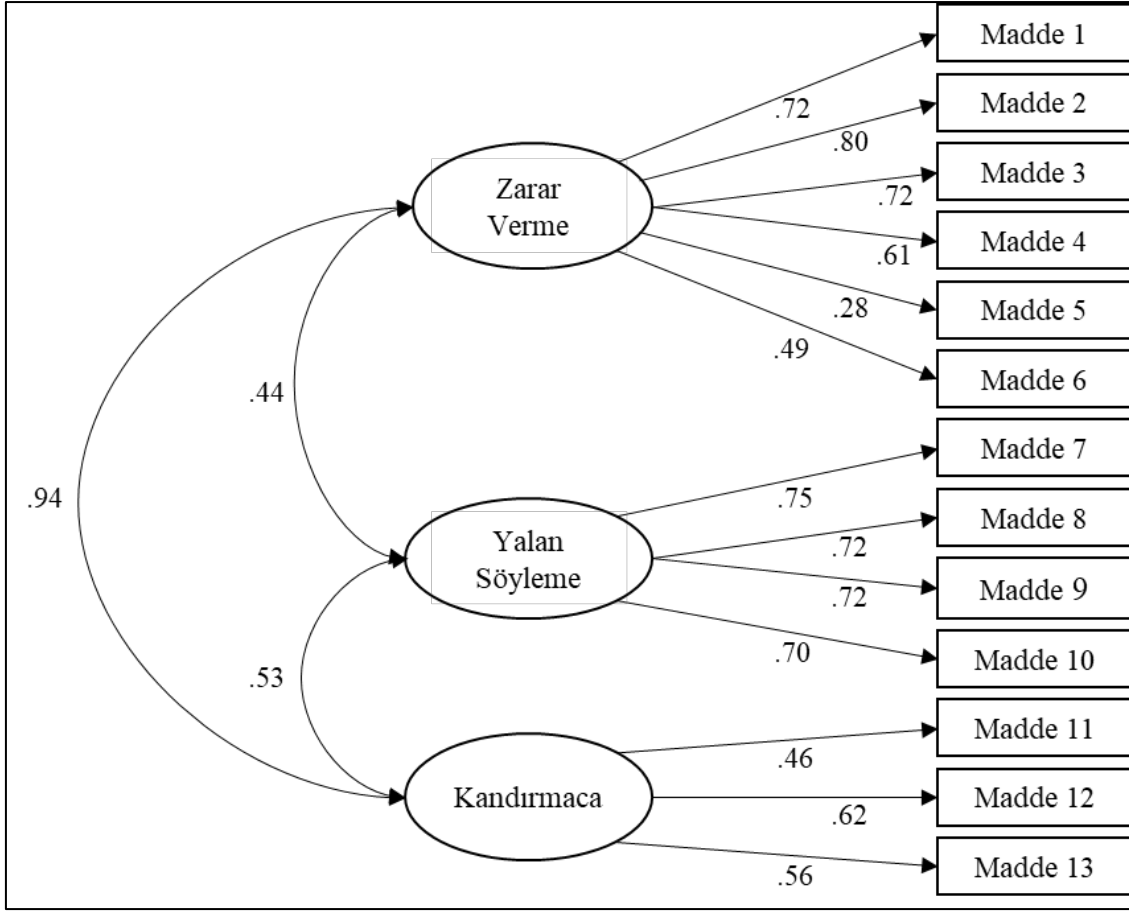 Madde 1
.72
Madde 2
.80
Madde 3
.72
Zarar
Verme
Madde 4
.61
Madde 5
.28
Madde 6
.49
.44
Madde 7
.75
.94
Yalan
Söyleme
Madde 8
.72
Madde 9
.72
Madde 10
.70
.53
Madde 11
.46
Kandırmaca
Madde 12
.62
Madde 13
.56